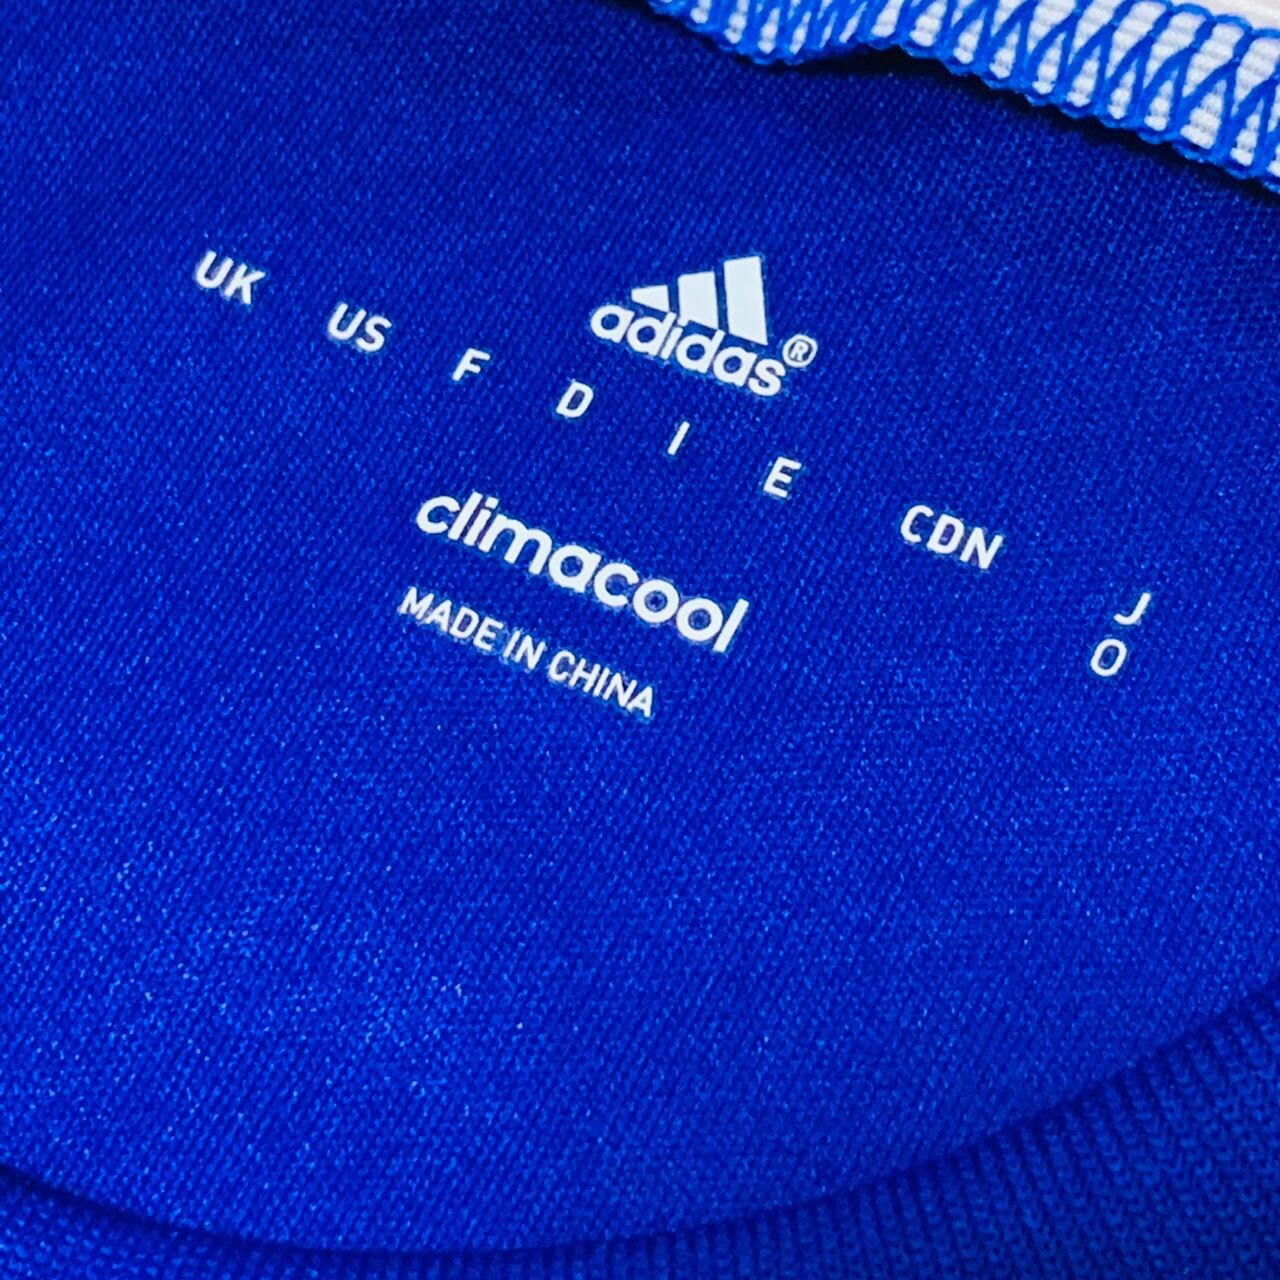 adidas®
UK US F D I E CDN J
O
climacool
MADE IN CHINA